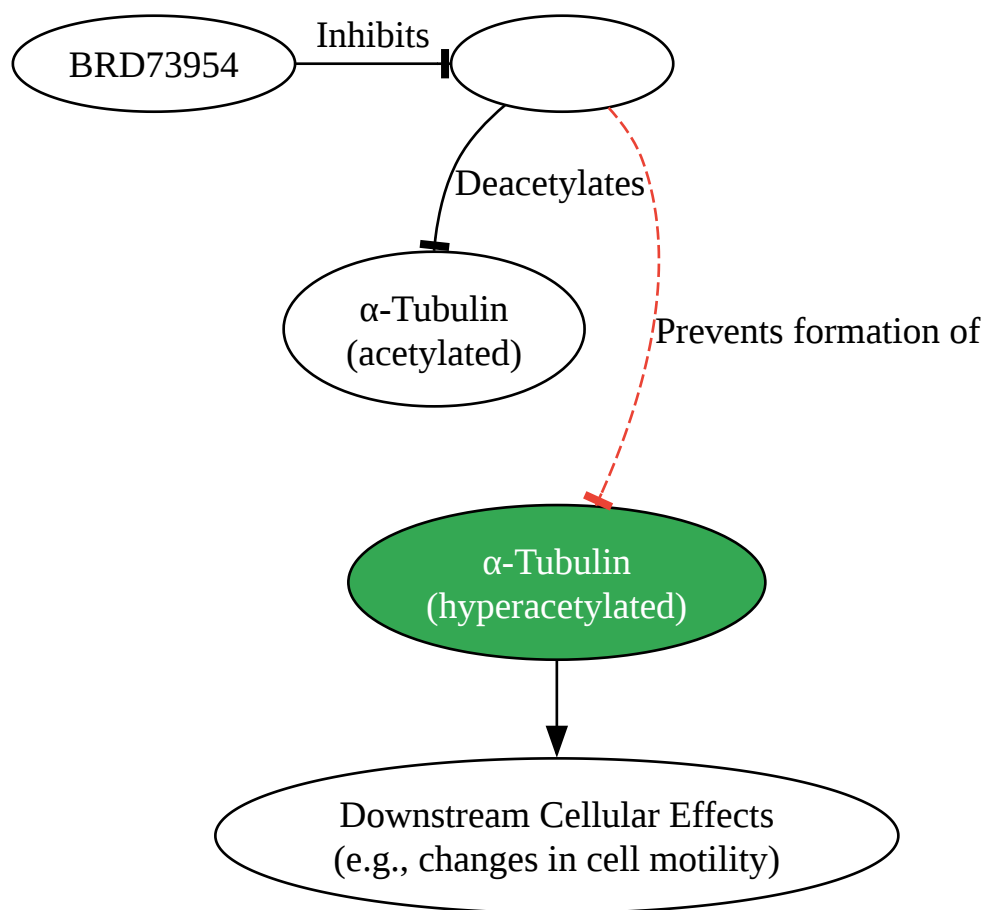 Inhibits
BRD73954
Deacetylates
α-Tubulin
(acetylated)
Prevents formation of
α-Tubulin
(hyperacetylated)
Downstream Cellular Effects
(e.g., changes in cell motility)